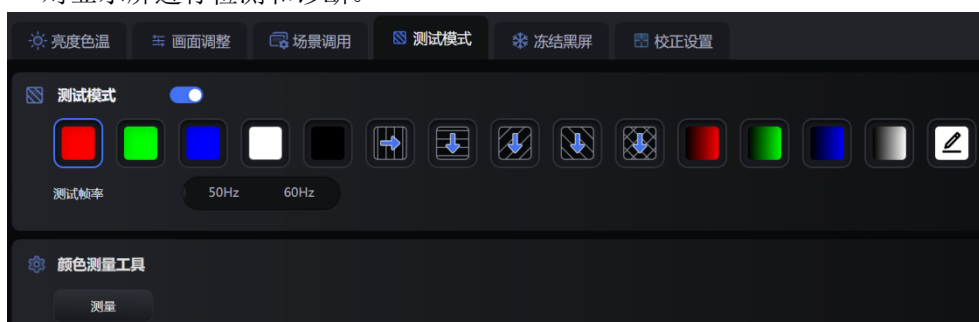 对显示屏进行检测和诊断。
亮度色温 画面调整 场景调用 测试模式 冻结黑屏 校正设置
测试模式
测试帧率 50Hz 60Hz
颜色测量工具
测量